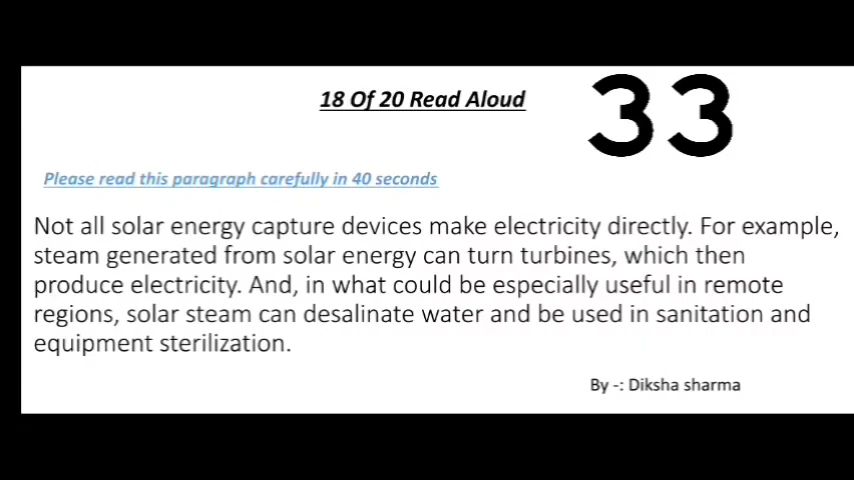 18 Of 20 Read Aloud
33
Please read this paragraph carefully in 40 seconds
Not all solar energy capture devices make electricity directly. For example,
steam generated from solar energy can turn turbines, which then
produce electricity. And, in what could be especially useful in remote
regions, solar steam can desalinate water and be used in sanitation and
equipment sterilization.
By -: Diksha sharma